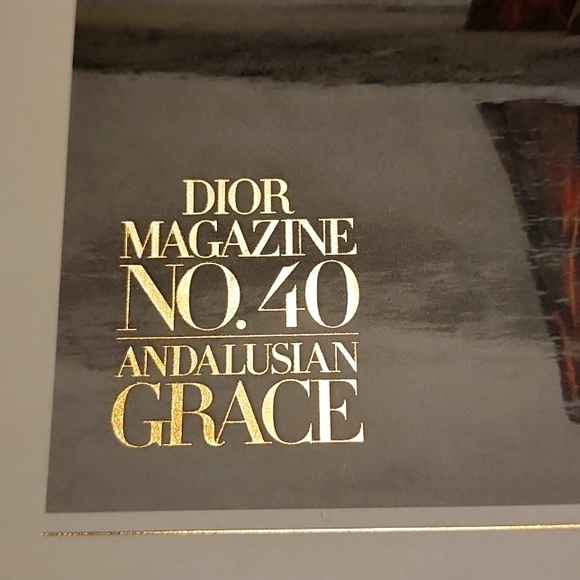 DIOR
MAGAZINE
NO. 40
ANDALUSIAN
GRACE